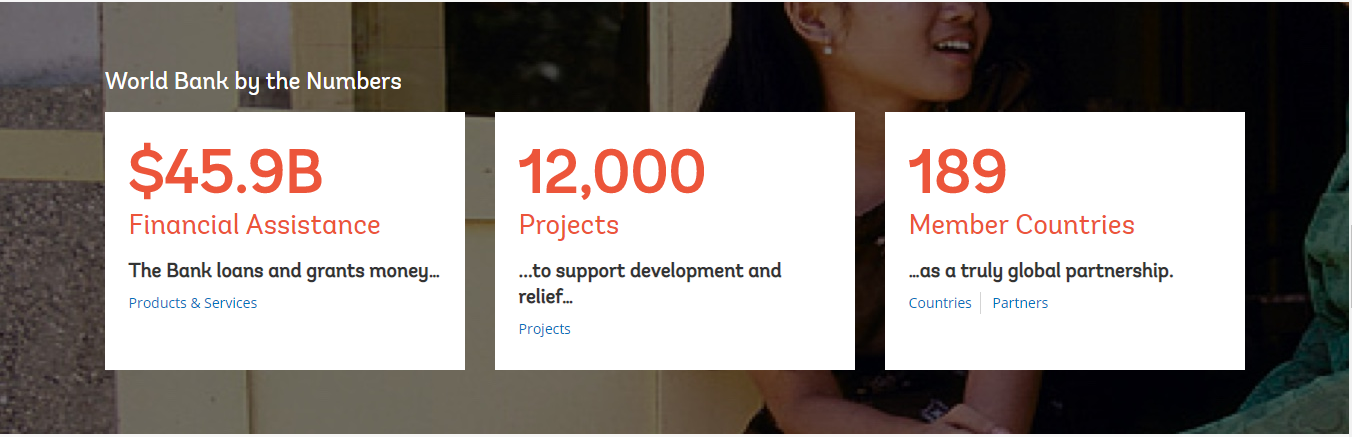 World Bank by the Numbers
$45.9B
Financial Assistance
The Bank loans and grants money...
Products & Services
12,000
Projects
...to support development and
relief...
Projects
189
Member Countries
...as a truly global partnership.
Countries
Partners